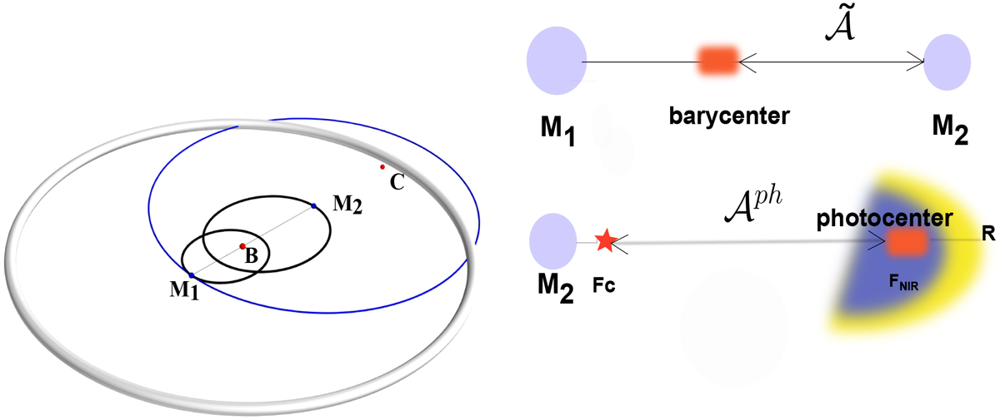 C
M2
B
M1
Ã
M1
barycenter
M2
𝒜^ph
photocenter
R
M2
Fc
FNIR